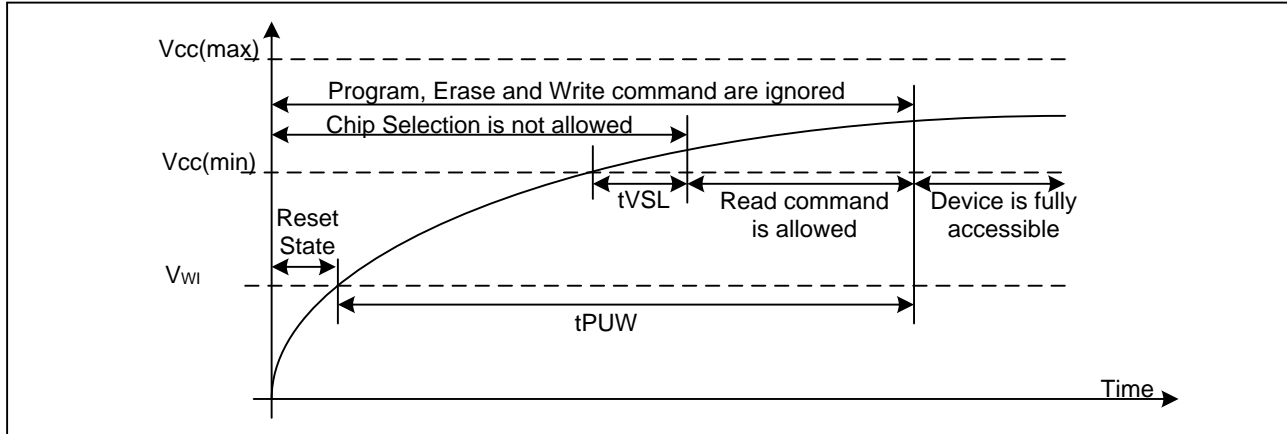 Vcc(max)
Program, Erase and Write command are ignored
Chip Selection is not allowed
Vcc(min)
tVSL
Read command
is allowed
Device is fully
accessible
Reset
State
VWI
tPUW
Time